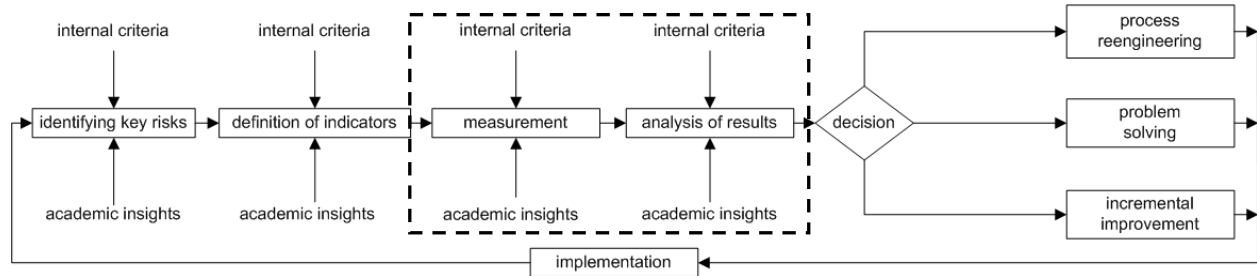 internal criteria
internal criteria
internal criteria
internal criteria
process
reengineering
identifying key risks
definition of indicators
measurement
analysis of results
decision
problem
solving
academic insights
academic insights
academic insights
academic insights
incremental
improvement
implementation